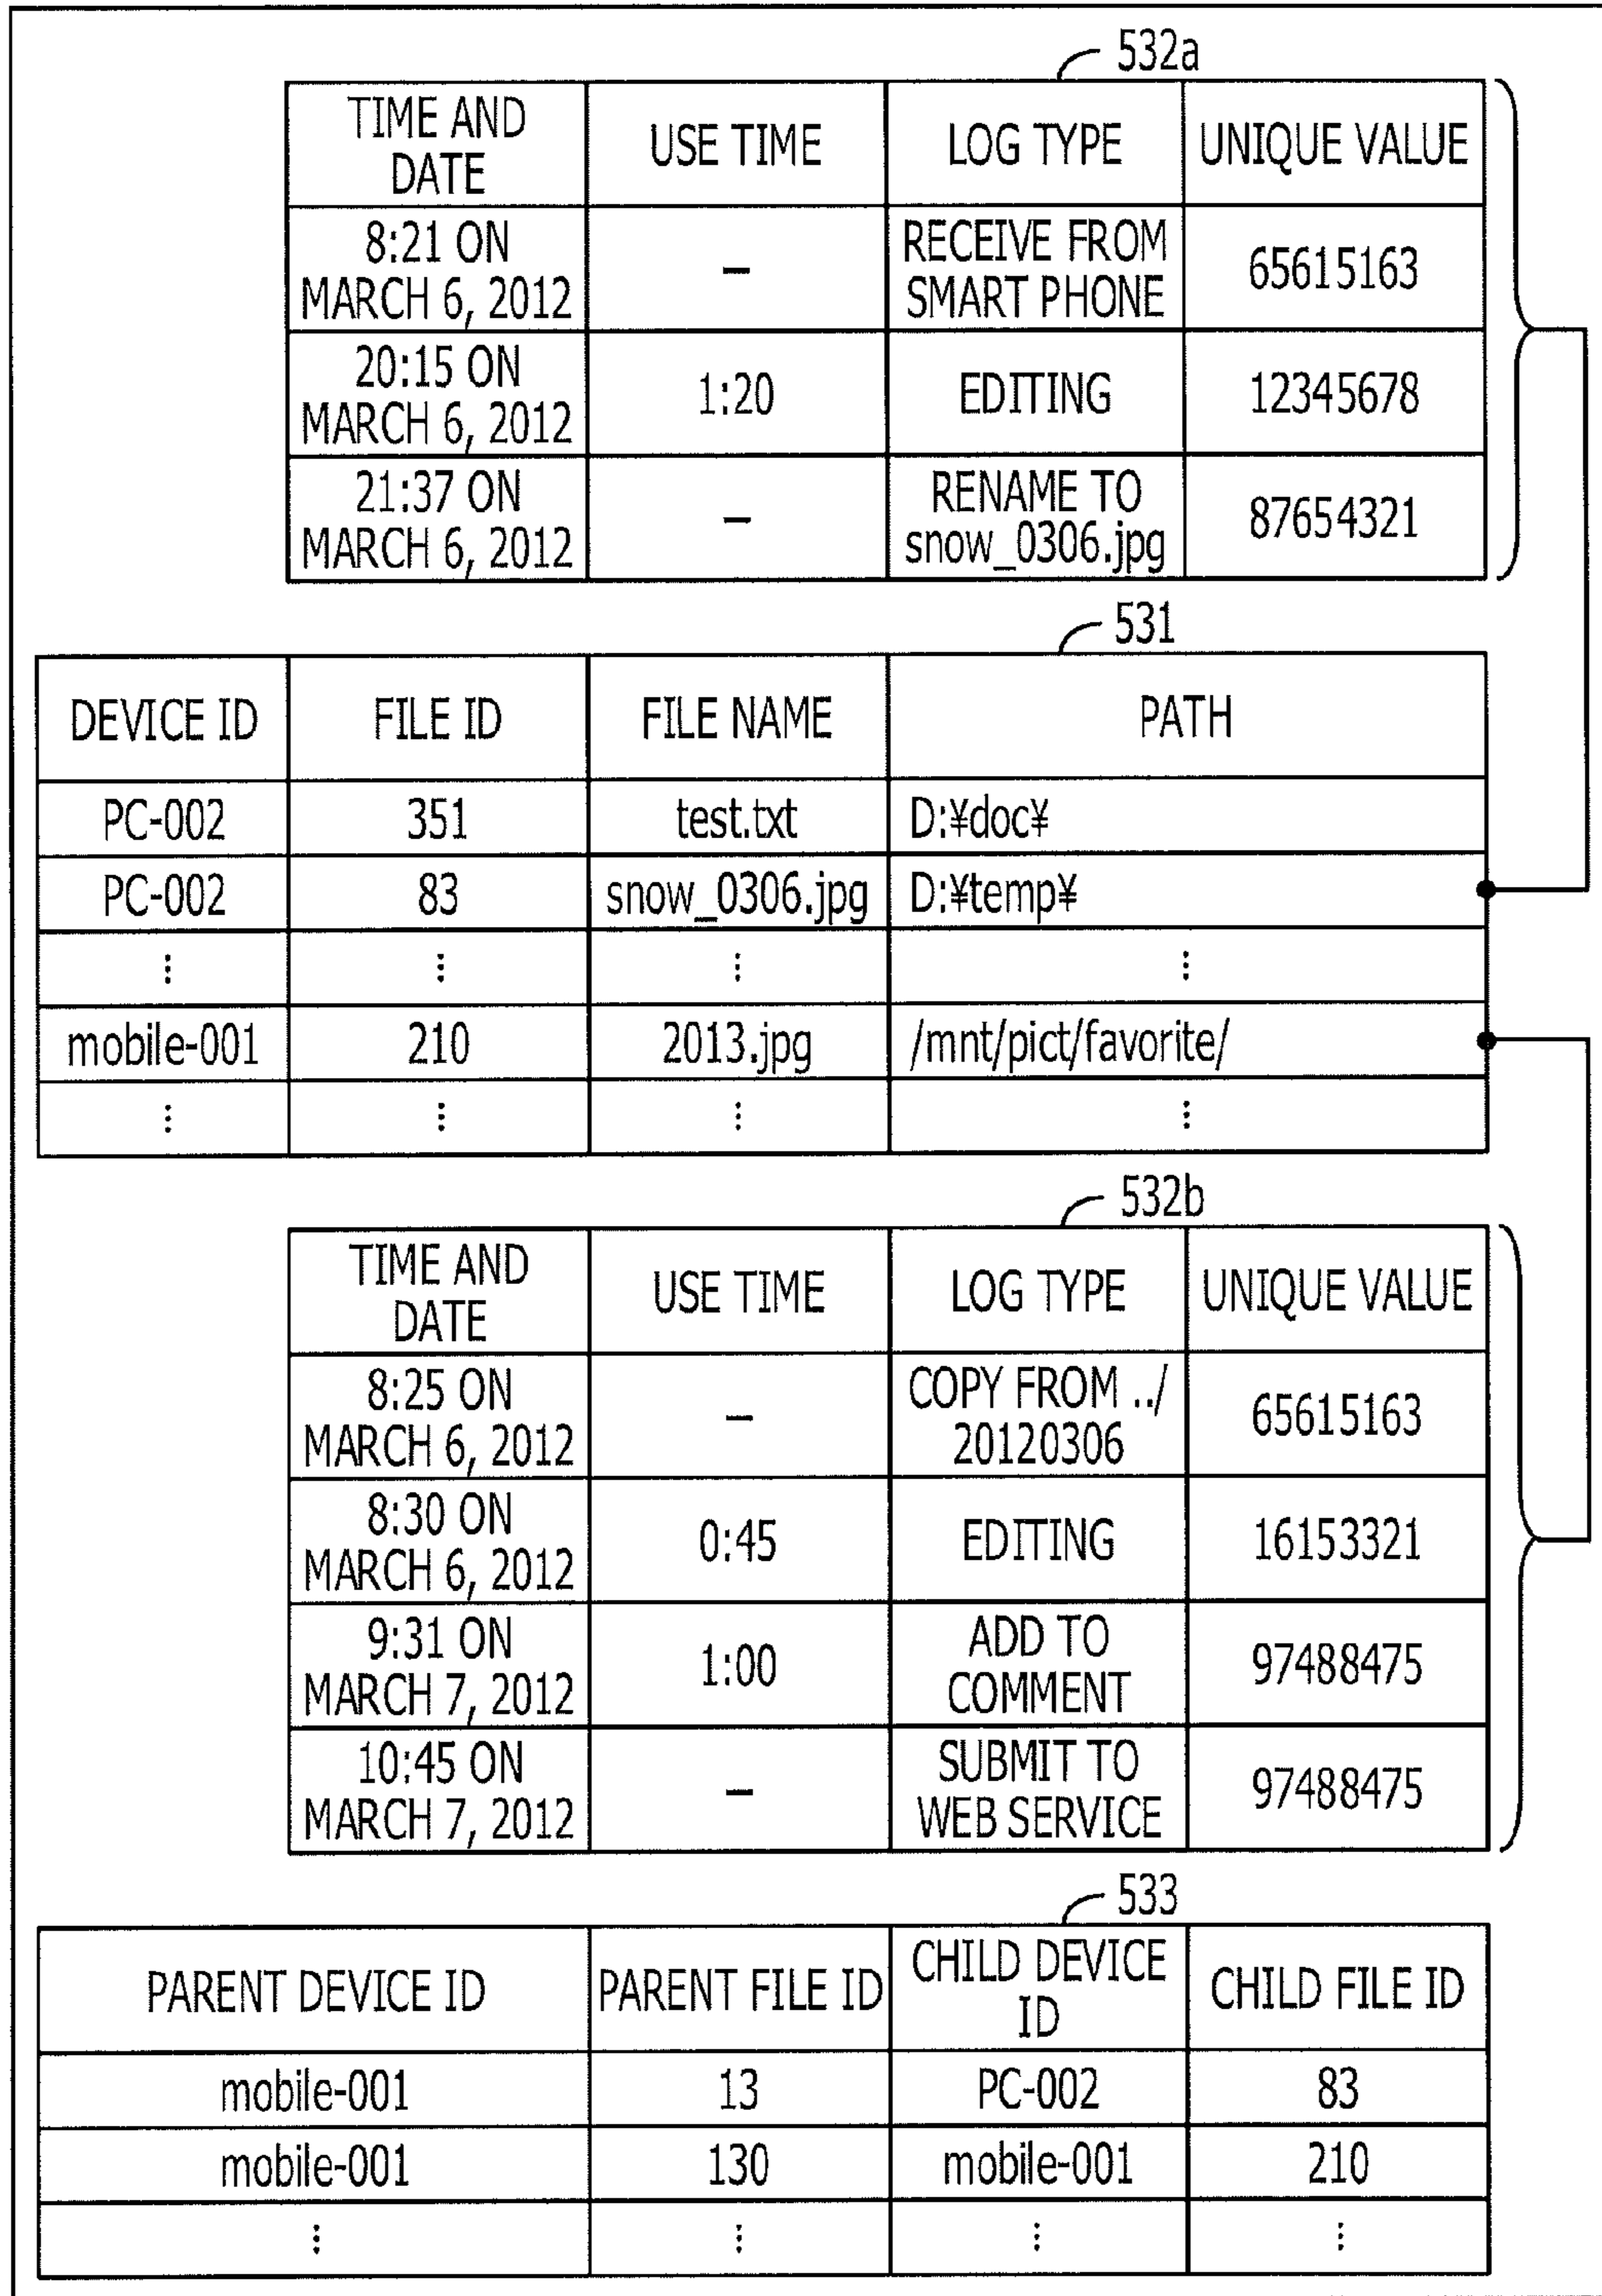 532a
TIME AND DATE USE TIME LOG TYPE UNIQUE VALUE
8:21 ON MARCH 6, 2012 – RECEIVE FROM SMART PHONE 65615163
20:15 ON MARCH 6, 2012 1:20 EDITING 12345678
21:37 ON MARCH 6, 2012 – RENAME TO snow_0306.jpg 87654321
531
DEVICE ID FILE ID FILE NAME PATH
PC-002 351 test.txt D:¥doc¥
PC-002 83 snow_0306.jpg D:¥temp¥
⋮ ⋮ ⋮ ⋮
mobile-001 210 2013.jpg /mnt/pict/favorite/
⋮ ⋮ ⋮ ⋮
532b
TIME AND DATE USE TIME LOG TYPE UNIQUE VALUE
8:25 ON MARCH 6, 2012 – COPY FROM ../ 20120306 65615163
8:30 ON MARCH 6, 2012 0:45 EDITING 16153321
9:31 ON MARCH 7, 2012 1:00 ADD TO COMMENT 97488475
10:45 ON MARCH 7, 2012 – SUBMIT TO WEB SERVICE 97488475
533
PARENT DEVICE ID PARENT FILE ID CHILD DEVICE ID CHILD FILE ID
mobile-001 13 PC-002 83
mobile-001 130 mobile-001 210
⋮ ⋮ ⋮ ⋮